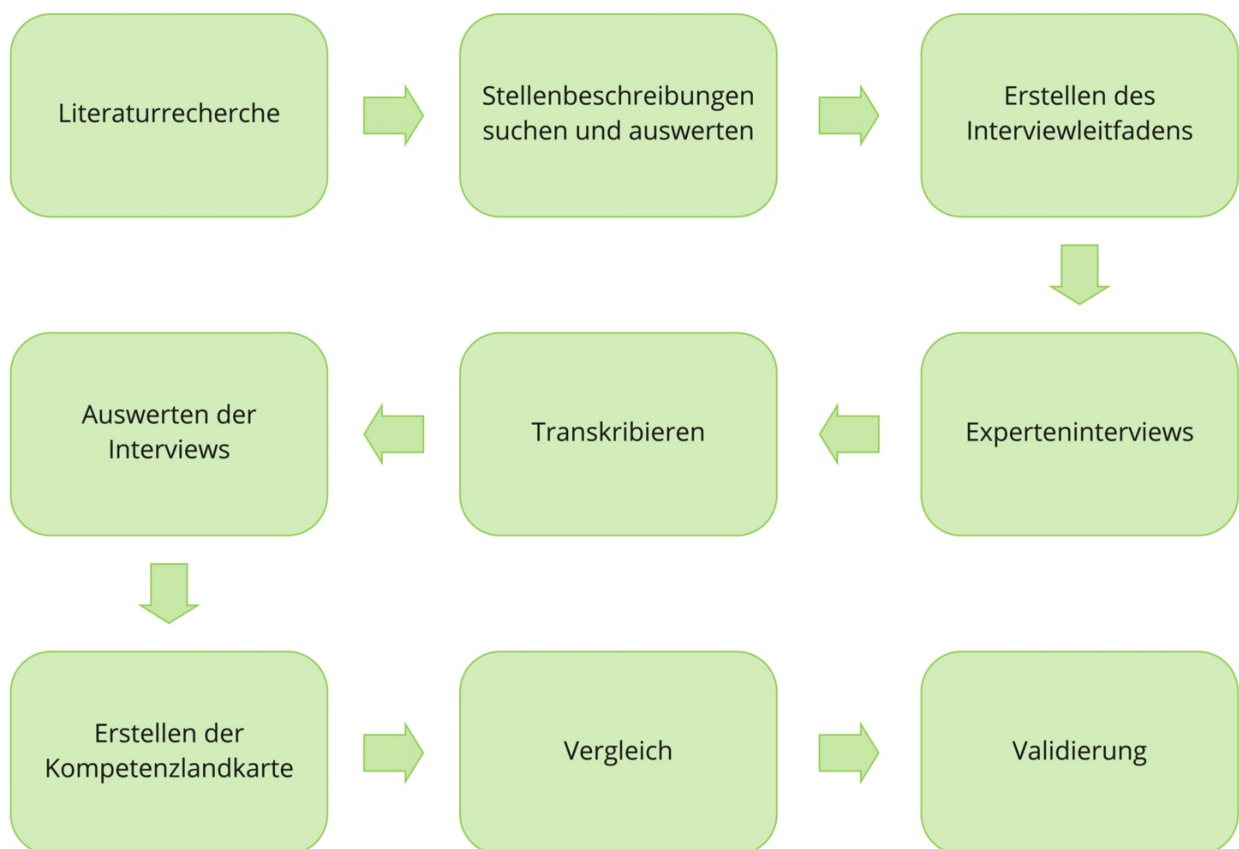 Literaturrecherche
Stellenbeschreibungen
suchen und auswerten
Erstellen des
Interviewleitfadens
Experteninterviews
Transkribieren
Auswerten der
Interviews
Erstellen der
Kompetenzlandkarte
Vergleich
Validierung